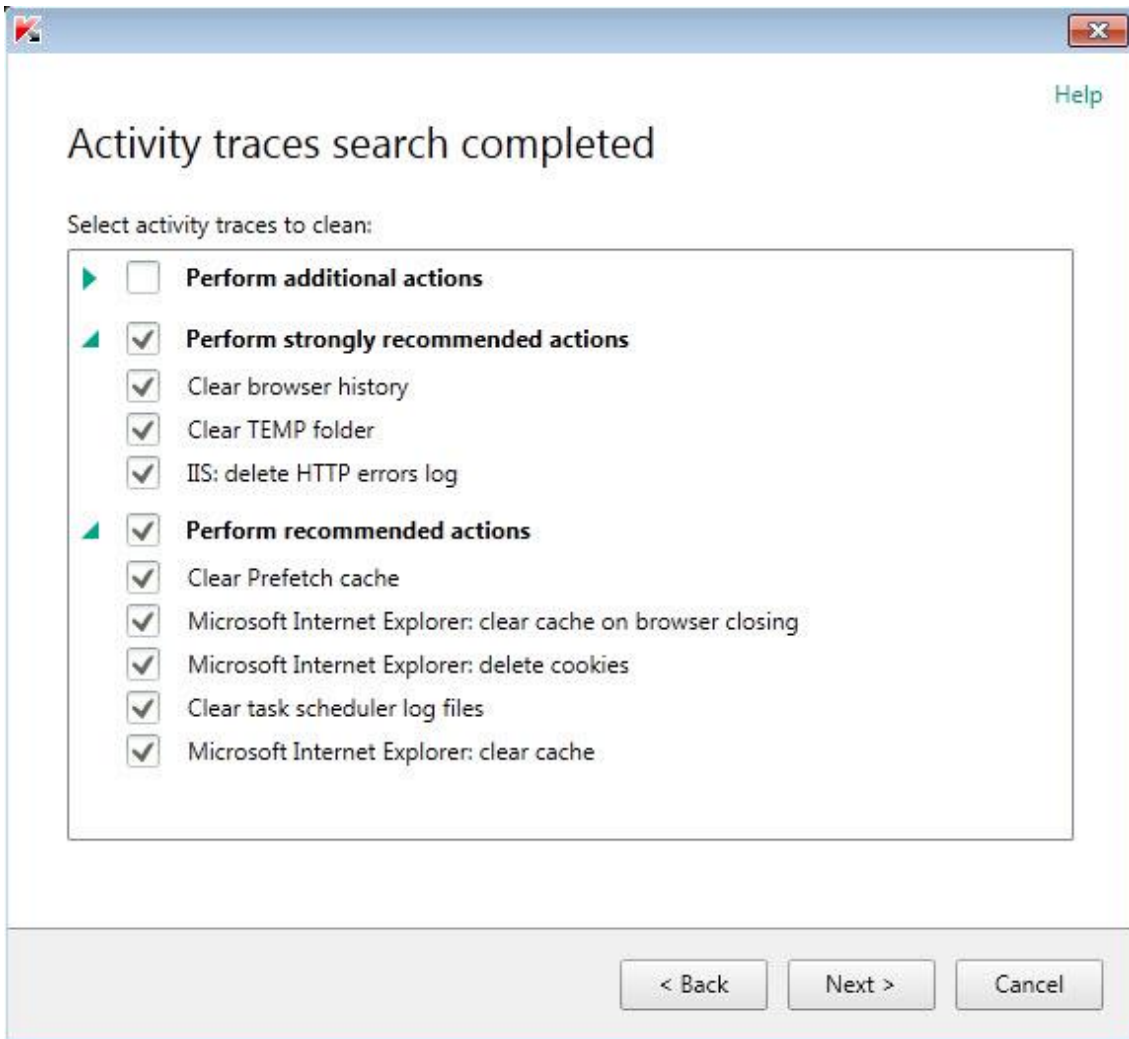 Help
Activity traces search completed
Select activity traces to clean:
Perform additional actions
Perform strongly recommended actions
Clear browser history
Clear TEMP folder
IIS: delete HTTP errors log
Perform recommended actions
Clear Prefetch cache
Microsoft Internet Explorer: clear cache on browser closing
Microsoft Internet Explorer: delete cookies
Clear task scheduler log files
Microsoft Internet Explorer: clear cache
< Back Next > Cancel